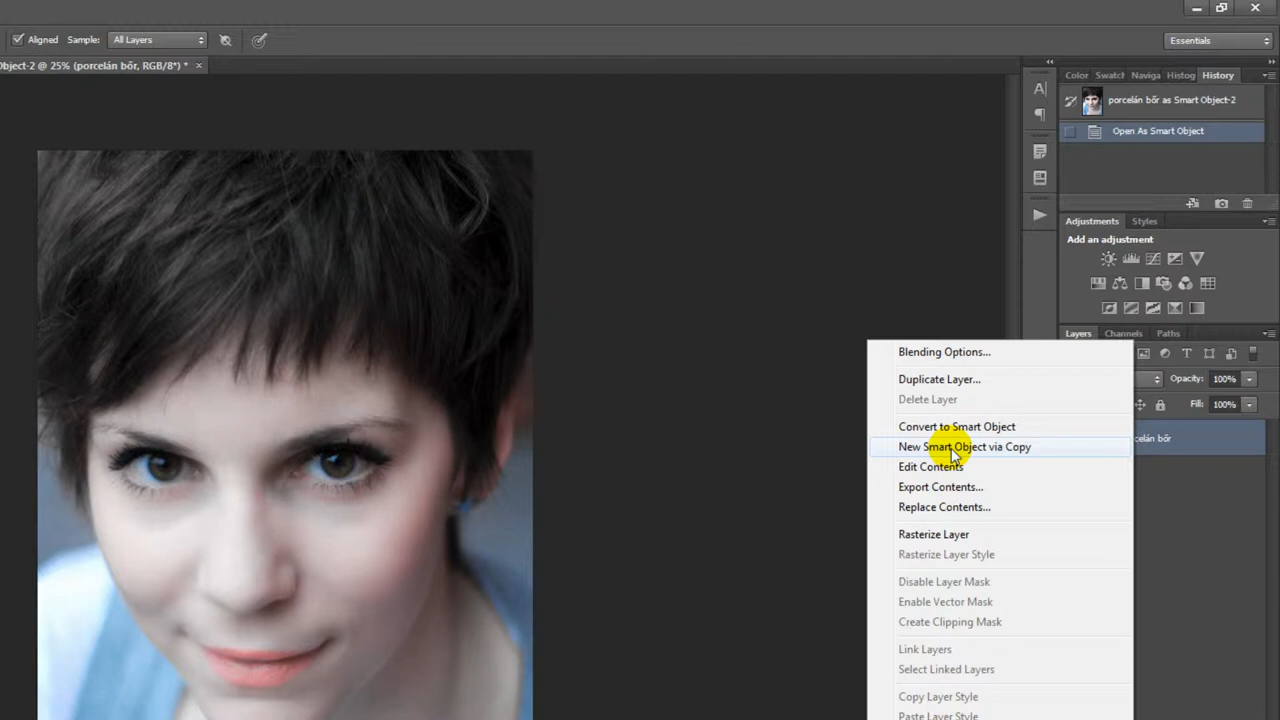 Aligned Sample: All Layers
Essentials
Object-2 @ 25% (porcelán bőr, RGB/8*) *
Color Swatch Naviga Histog History
porcelán bőr as Smart Object-2
Open As Smart Object
Adjustments Styles
Add an adjustment
Layers Channels Paths
Opacity: 100%
Fill: 100%
celán bőr
Blending Options...
Duplicate Layer...
Delete Layer
Convert to Smart Object
New Smart Object via Copy
Edit Contents
Export Contents...
Replace Contents...
Rasterize Layer
Rasterize Layer Style
Disable Layer Mask
Enable Vector Mask
Create Clipping Mask
Link Layers
Select Linked Layers
Copy Layer Style
Paste Layer Style